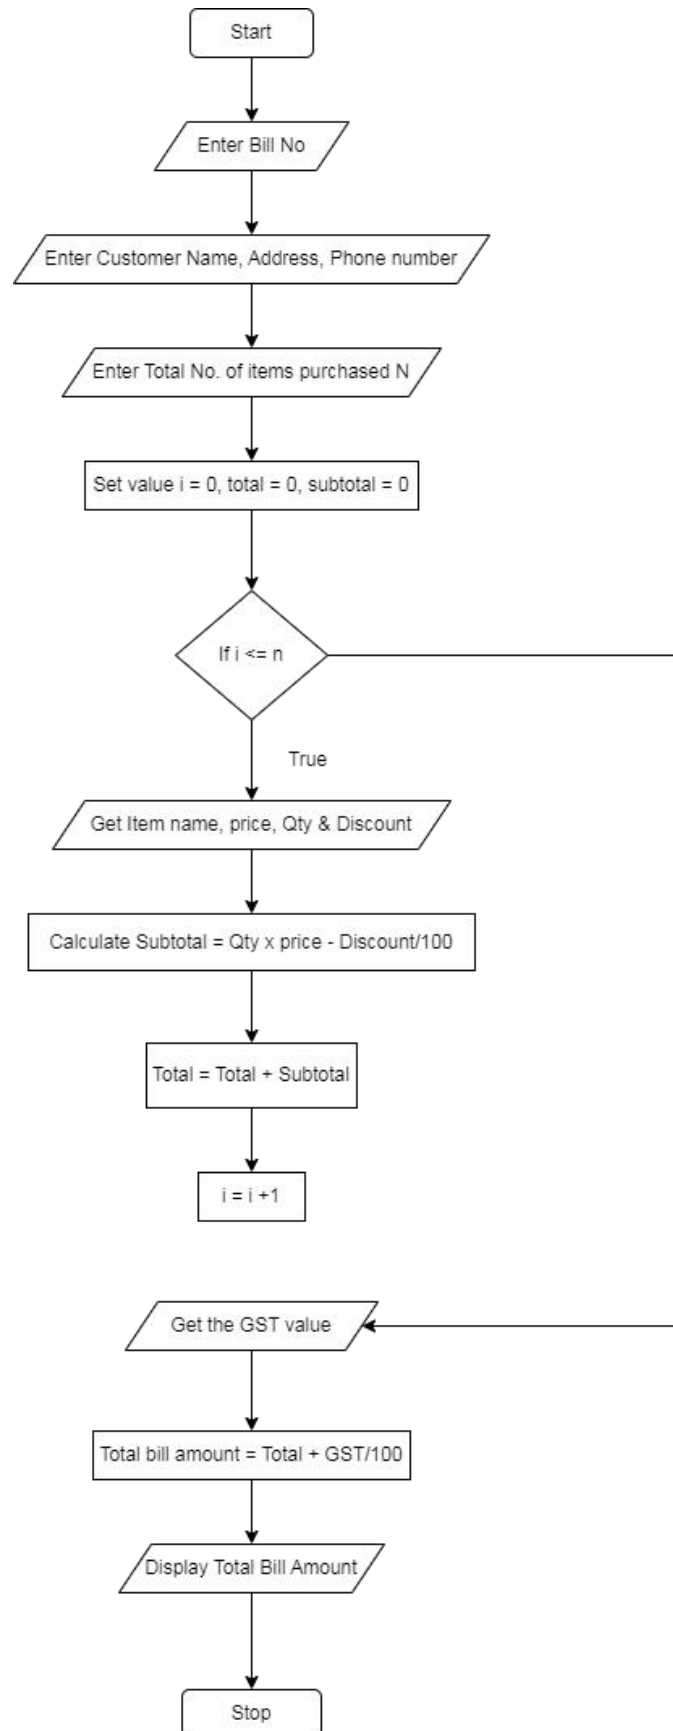 Start
Enter Bill No
Enter Customer Name, Address, Phone number
Enter Total No. of items purchased N
Set value i = 0, total = 0, subtotal = 0
If i <= n
True
Get Item name, price, Qty & Discount
Calculate Subtotal = Qty x price - Discount/100
Total = Total + Subtotal
i = i +1
Get the GST value
Total bill amount = Total + GST/100
Display Total Bill Amount
Stop